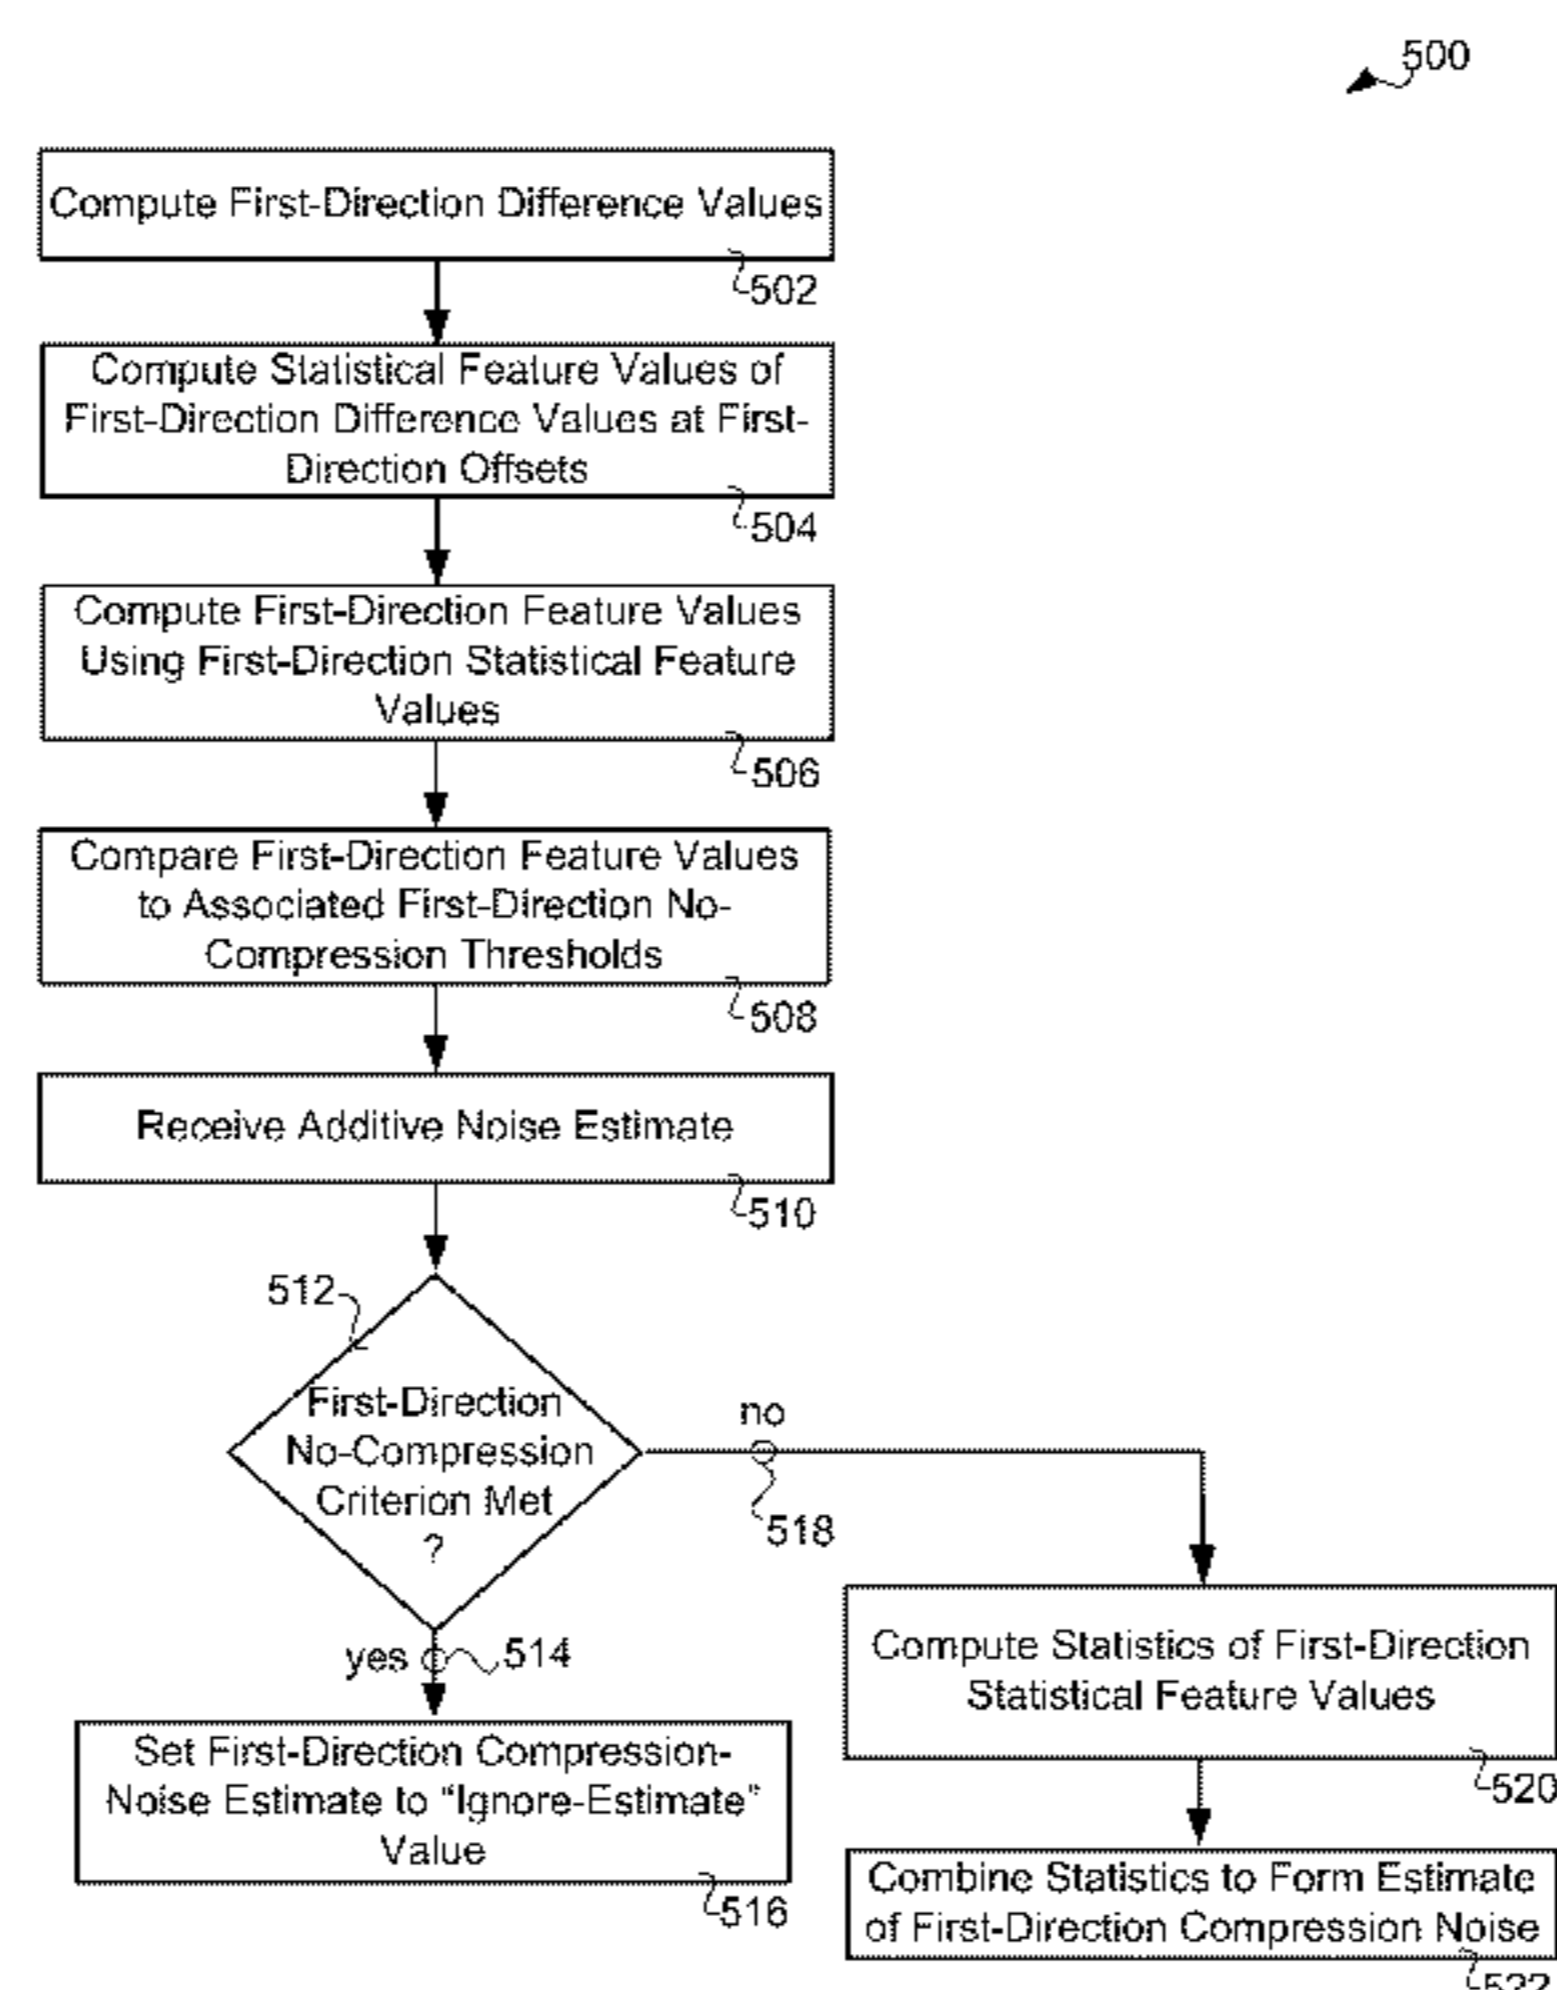 500
Compute First-Direction Difference Values
502
Compute Statistical Feature Values of
First-Direction Difference Values at First-
Direction Offsets
504
Compute First-Direction Feature Values
Using First-Direction Statistical Feature
Values
506
Compare First-Direction Feature Values
to Associated First-Direction No-
Compression Thresholds
508
Receive Additive Noise Estimate
510
512
First-Direction
No-Compression
Criterion Met
?
no
518
yes
514
Set First-Direction Compression-
Noise Estimate to “Ignore-Estimate”
Value
516
Compute Statistics of First-Direction
Statistical Feature Values
520
Combine Statistics to Form Estimate
of First-Direction Compression Noise
522